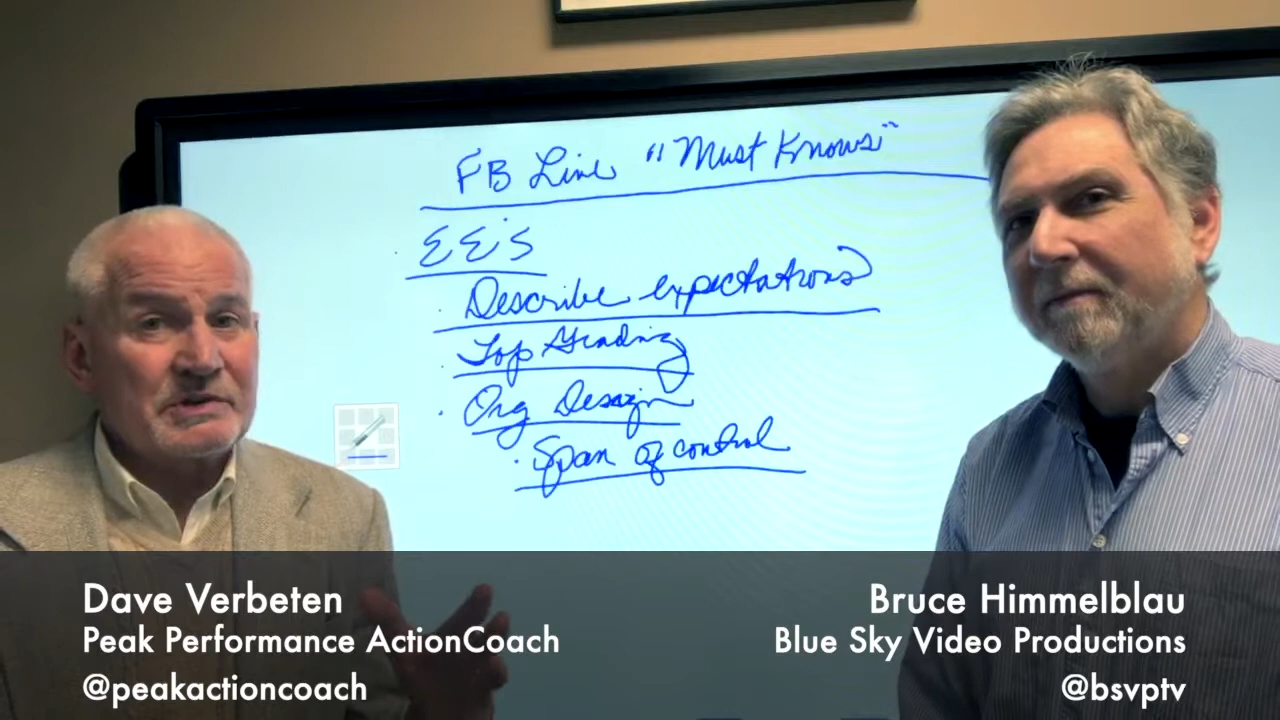 FB Line "Must Knows"
EE's
Describe expectations
Top Grading
Org Design
Span of control
Dave Verbeten
Peak Performance ActionCoach
@peakactioncoach
Bruce Himmelblau
Blue Sky Video Productions
@bsvptv